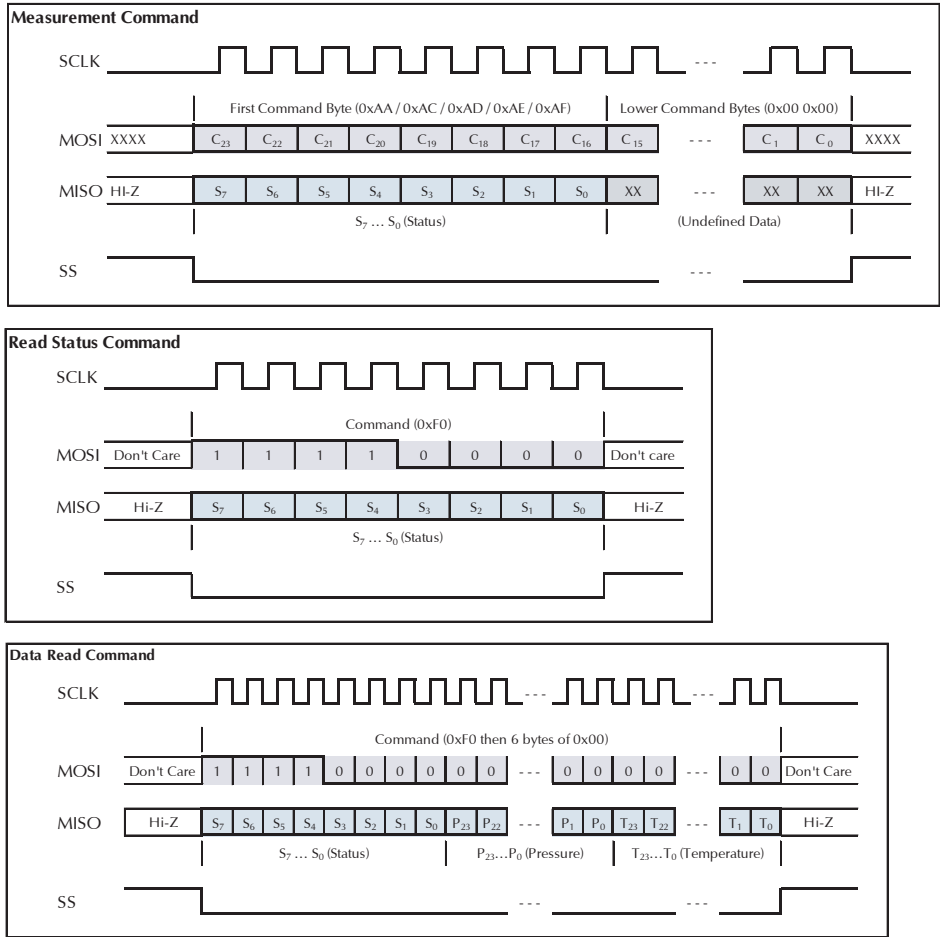 Measurement Command
SCLK
- - -
First Command Byte (0xAA / 0xAC / 0xAD / 0xAE / 0xAF) Lower Command Bytes (0x00 0x00)
MOSI XXXX C23 C22 C21 C20 C19 C18 C17 C16 C15 - - - C1 C0 XXXX
MISO HI-Z S7 S6 S5 S4 S3 S2 S1 S0 XX - - - XX XX HI-Z
S7 … S0 (Status) (Undefined Data)
SS - - -
Read Status Command
SCLK
Command (0xF0)
MOSI Don't Care 1 1 1 1 0 0 0 0 Don't care
MISO Hi-Z S7 S6 S5 S4 S3 S2 S1 S0 Hi-Z
S7 … S0 (Status)
SS
Data Read Command
SCLK - - - - - -
Command (0xF0 then 6 bytes of 0x00)
MOSI Don't Care 1 1 1 1 0 0 0 0 0 0 - - - 0 0 0 0 - - - 0 0 Don't Care
MISO Hi-Z S7 S6 S5 S4 S3 S2 S1 S0 P23 P22 - - - P1 P0 T23 T22 - - - T1 T0 Hi-Z
S7 … S0 (Status) P23…P0 (Pressure) T23…T0 (Temperature)
SS - - - - - -